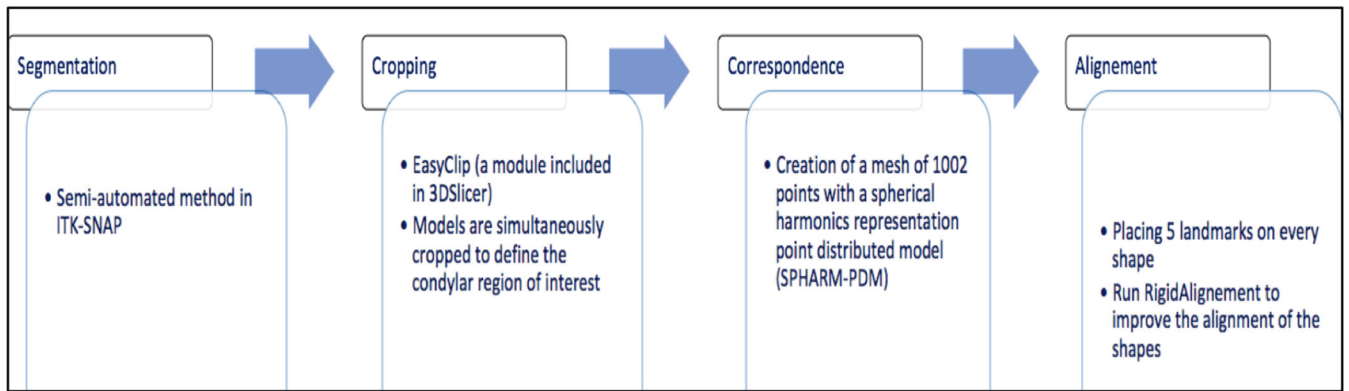 Segmentation
• Semi-automated method in
ITK-SNAP
Cropping
• EasyClip (a module included
in 3DSlicer)
• Models are simultaneously
cropped to define the
condylar region of interest
Correspondence
• Creation of a mesh of 1002
points with a spherical
harmonics representation
point distributed model
(SPHARM-PDM)
Alignement
• Placing 5 landmarks on every
shape
• Run RigidAlignement to
improve the alignment of the
shapes